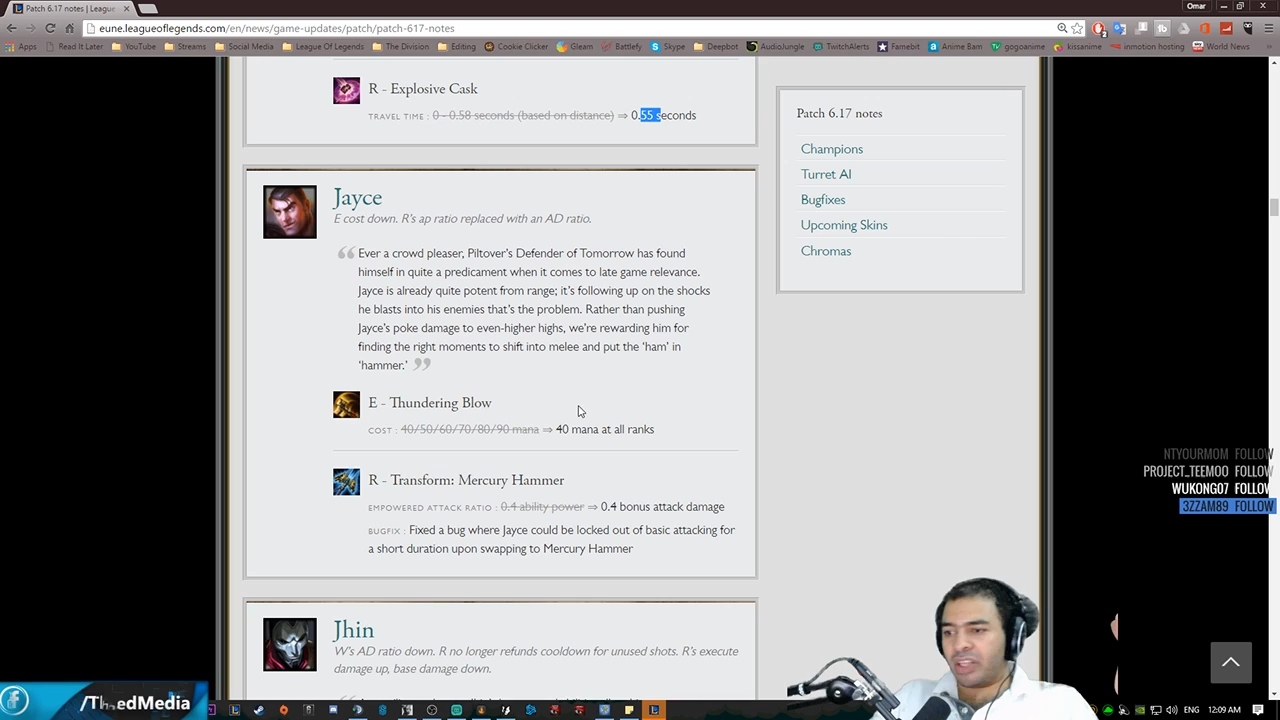 Patch 6.17 notes | League
Omar
eune.leagueoflegends.com/en/news/game-updates/patch/patch-617-notes
Apps
Read It Later
YouTube
Streams
Social Media
League Of Legends
The Division
Editing
Cookie Clicker
Gleam
Battlefy
Skype
Deepbot
AudioJungle
TwitchAlerts
Famebit
Anime Bam
gogoanime
kissanime
inmotion hosting
World News
R - Explosive Cask
TRAVEL TIME : 0 - 0.58 seconds (based on distance) ⇒ 0.55 seconds
Jayce
E cost down. R's ap ratio replaced with an AD ratio.
Ever a crowd pleaser, Piltover's Defender of Tomorrow has found
himself in quite a predicament when it comes to late game relevance.
Jayce is already quite potent from range; it's following up on the shocks
he blasts into his enemies that's the problem. Rather than pushing
Jayce's poke damage to even-higher highs, we're rewarding him for
finding the right moments to shift into melee and put the 'ham' in
'hammer.'
E - Thundering Blow
COST : 40/50/60/70/80/90 mana ⇒ 40 mana at all ranks
R - Transform: Mercury Hammer
EMPOWERED ATTACK RATIO : 0.4 ability power ⇒ 0.4 bonus attack damage
BUGFIX : Fixed a bug where Jayce could be locked out of basic attacking for
a short duration upon swapping to Mercury Hammer
Jhin
W's AD ratio down. R no longer refunds cooldown for unused shots. R's execute
damage up, base damage down.
Patch 6.17 notes
Champions
Turret AI
Bugfixes
Upcoming Skins
Chromas
NTYOURMOM FOLLOW
PROJECT_TEEMOO FOLLOW
WUKONG07 FOLLOW
3ZZAM89 FOLLOW
ENG
12:09 AM